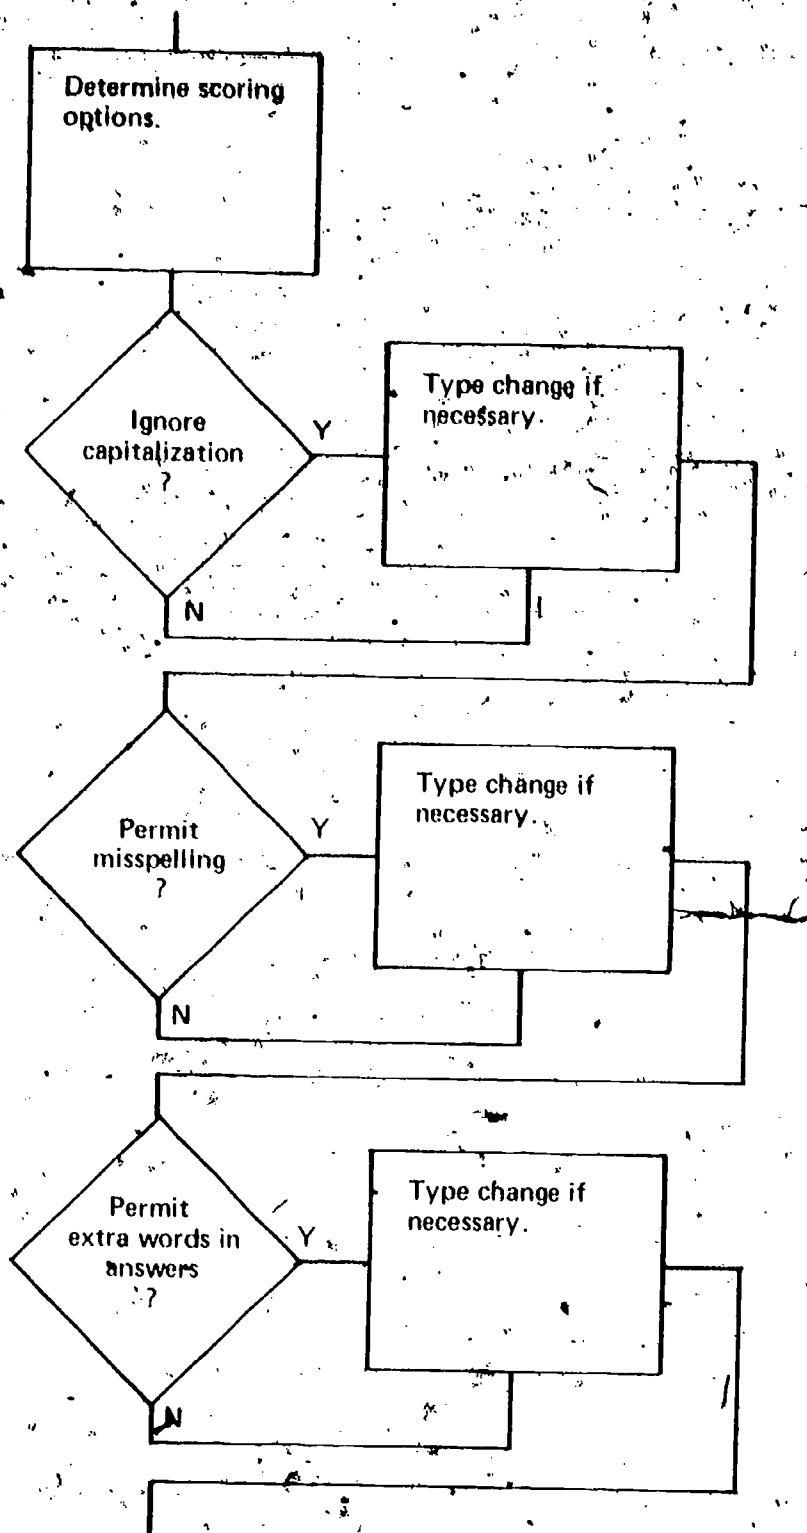 Determine scoring
options.
Ignore
capitalization
?
Y
Type change if
necessary.
N
Permit
misspelling
?
Y
Type change if
necessary.
N
Permit
extra words in
answers
?
Y
Type change if
necessary.
N